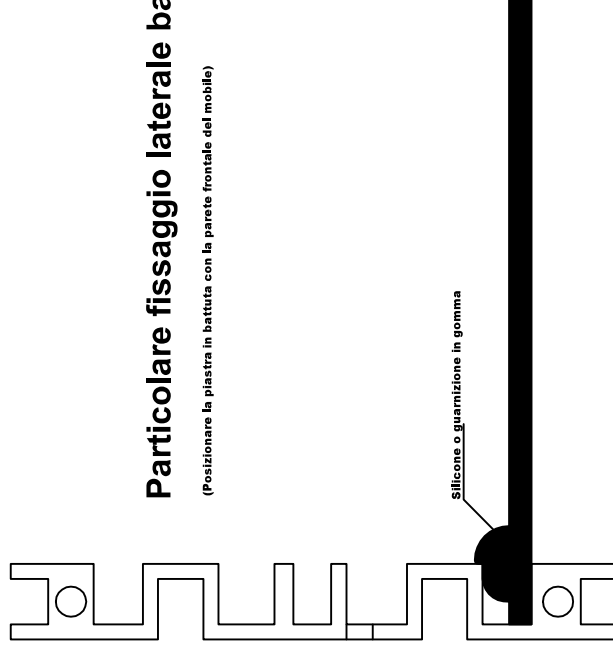 Particolare fissaggio laterale ba
(Posizionare la piastra in battuta con la parete frontale del mobile)
Silicone o guarnizione in gomma